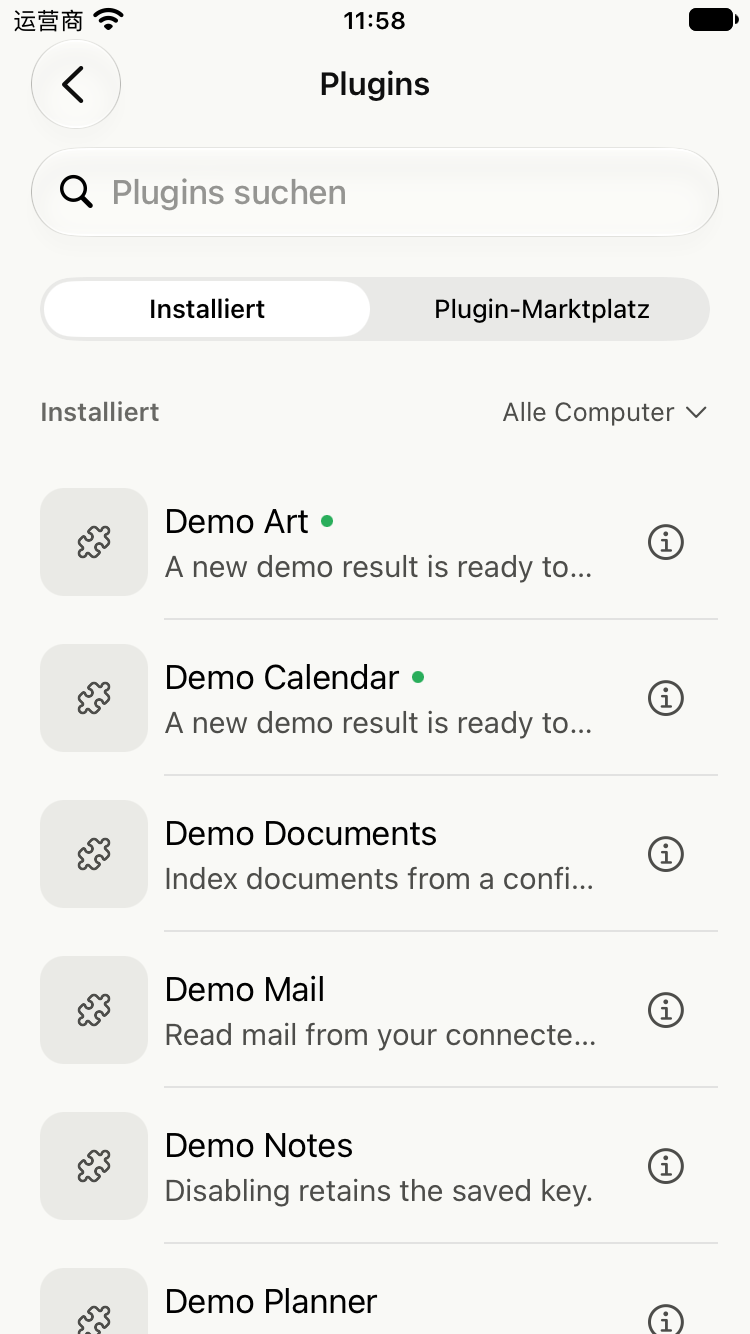 运营商
11:58
Plugins
Plugins suchen
Installiert
Plugin-Marktplatz
Installiert
Alle Computer
Demo Art
A new demo result is ready to...
Demo Calendar
A new demo result is ready to...
Demo Documents
Index documents from a confi...
Demo Mail
Read mail from your connecte...
Demo Notes
Disabling retains the saved key.
Demo Planner